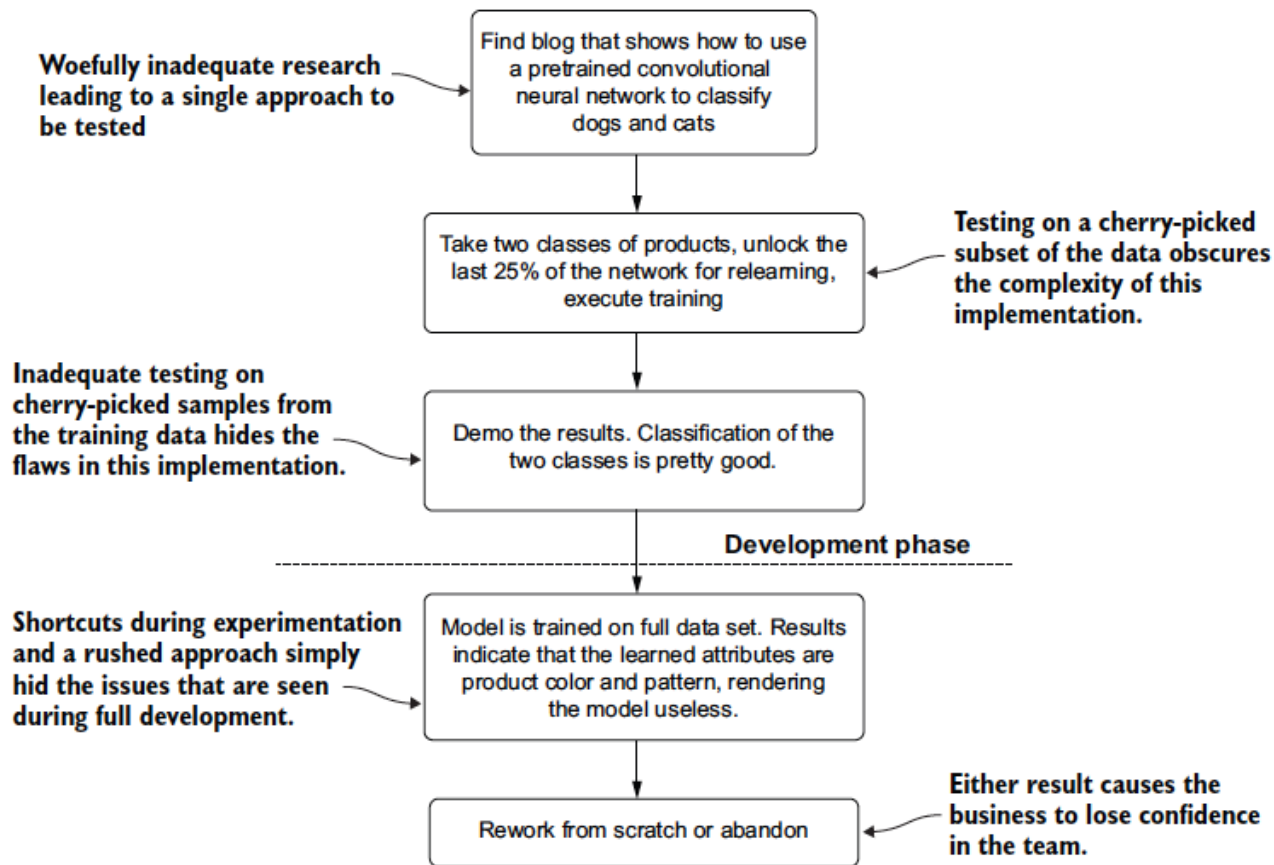 Find blog that shows how to use
a pretrained convolutional
neural network to classify
dogs and cats
Woefully inadequate research
leading to a single approach to
be tested
Take two classes of products, unlock the
last 25% of the network for relearning,
execute training
Testing on a cherry-picked
subset of the data obscures
the complexity of this
implementation.
Inadequate testing on
cherry-picked samples from
the training data hides the
flaws in this implementation.
Demo the results. Classification of the
two classes is pretty good.
Development phase
Shortcuts during experimentation
and a rushed approach simply
hid the issues that are seen
during full development.
Model is trained on full data set. Results
indicate that the learned attributes are
product color and pattern, rendering
the model useless.
Either result causes the
business to lose confidence
in the team.
Rework from scratch or abandon